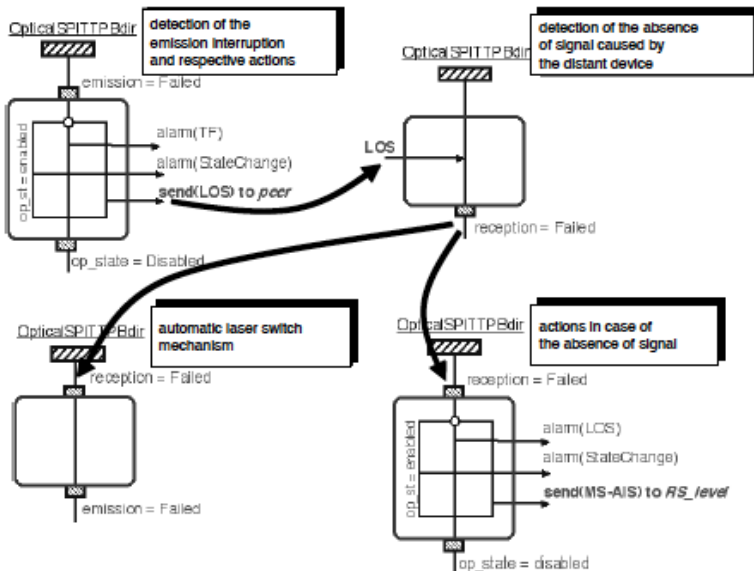 OpticalSPITTPBdir
detection of the
emission interruption
and respective actions
emission = Failed
op_st = enabled
alarm(TF)
alarm(StateChange)
send(LOS) to peer
op_state = Disabled
OpticalSPITTPBdir
detection of the absence
of signal caused by
the distant device
LOS
reception = Failed
OpticalSPITTPBdir
automatic laser switch
mechanism
reception = Failed
emission = Failed
OpticalSPITTPBdir
actions in case of
the absence of signal
reception = Failed
op_st = enabled
alarm(LOS)
alarm(StateChange)
send(MS-AIS) to RS_level
op_state = disabled